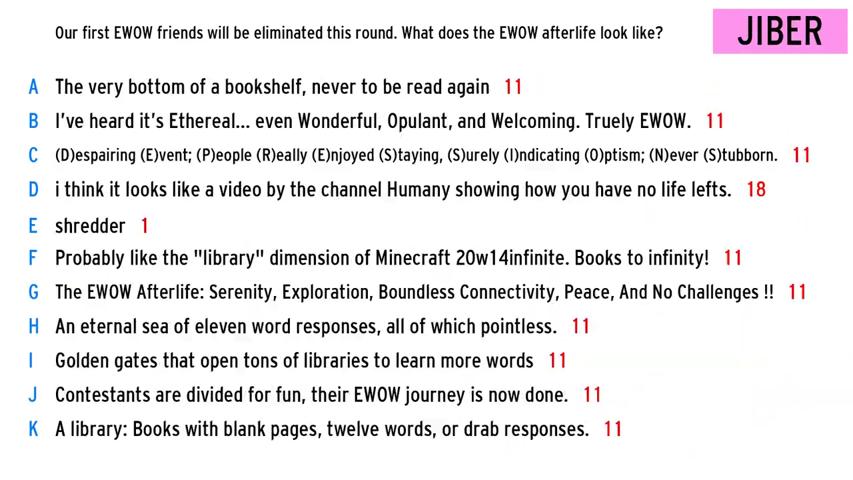 Our first EWOW friends will be eliminated this round. What does the EWOW afterlife look like?
JIBER
A The very bottom of a bookshelf, never to be read again 11
B I've heard it's Ethereal... even Wonderful, Opulant, and Welcoming. Truely EWOW. 11
C (D)espairing (E)vent; (P)eople (R)eally (E)njoyed (S)taying, (S)urely (I)ndicating (O)ptism; (N)ever (S)tubborn. 11
D i think it looks like a video by the channel Humany showing how you have no life lefts. 18
E shredder 1
F Probably like the "library" dimension of Minecraft 20w14infinite. Books to infinity! 11
G The EWOW Afterlife: Serenity, Exploration, Boundless Connectivity, Peace, And No Challenges !! 11
H An eternal sea of eleven word responses, all of which pointless. 11
I Golden gates that open tons of libraries to learn more words 11
J Contestants are divided for fun, their EWOW journey is now done. 11
K A library: Books with blank pages, twelve words, or drab responses. 11